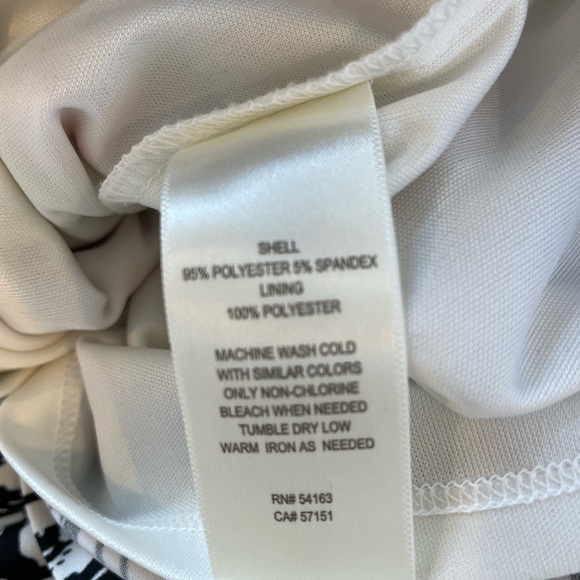 SHELL
95% POLYESTER 5% SPANDEX
LINING
100% POLYESTER
MACHINE WASH COLD
WITH SIMILAR COLORS
ONLY NON-CHLORINE
BLEACH WHEN NEEDED
TUMBLE DRY LOW
WARM IRON AS NEEDED
RN# 54163
CA# 57151